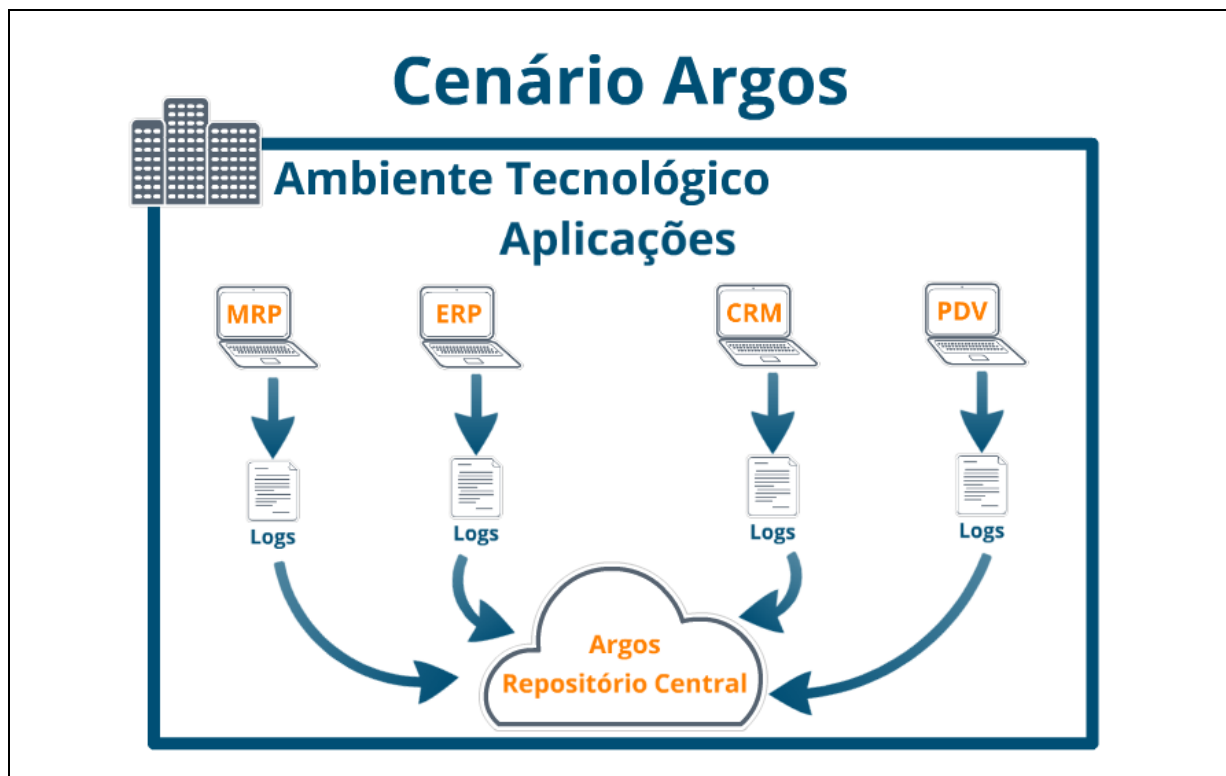 Cenário Argos
Ambiente Tecnológico
Aplicações
MRP
ERP
CRM
PDV
Logs
Logs
Logs
Logs
Argos
Repositório Central